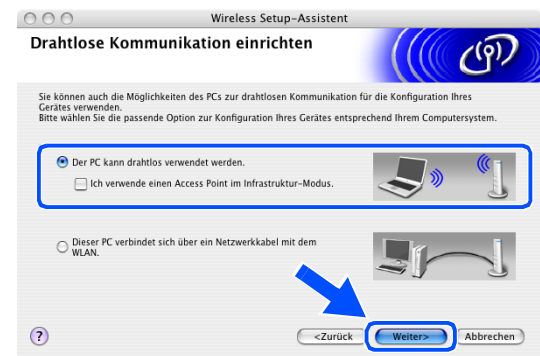 Wireless Setup-Assistent
Drahtlose Kommunikation einrichten
Sie können auch die Möglichkeiten des PCs zur drahtlosen Kommunikation für die Konfiguration Ihres
Gerätes verwenden.
Bitte wählen Sie die passende Option zur Konfiguration Ihres Gerätes entsprechend Ihrem Computersystem.
Der PC kann drahtlos verwendet werden.
Ich verwende einen Access Point im Infrastruktur-Modus.
Dieser PC verbindet sich über ein Netzwerkkabel mit dem
WLAN.
?
<Zurück
Weiter>
Abbrechen